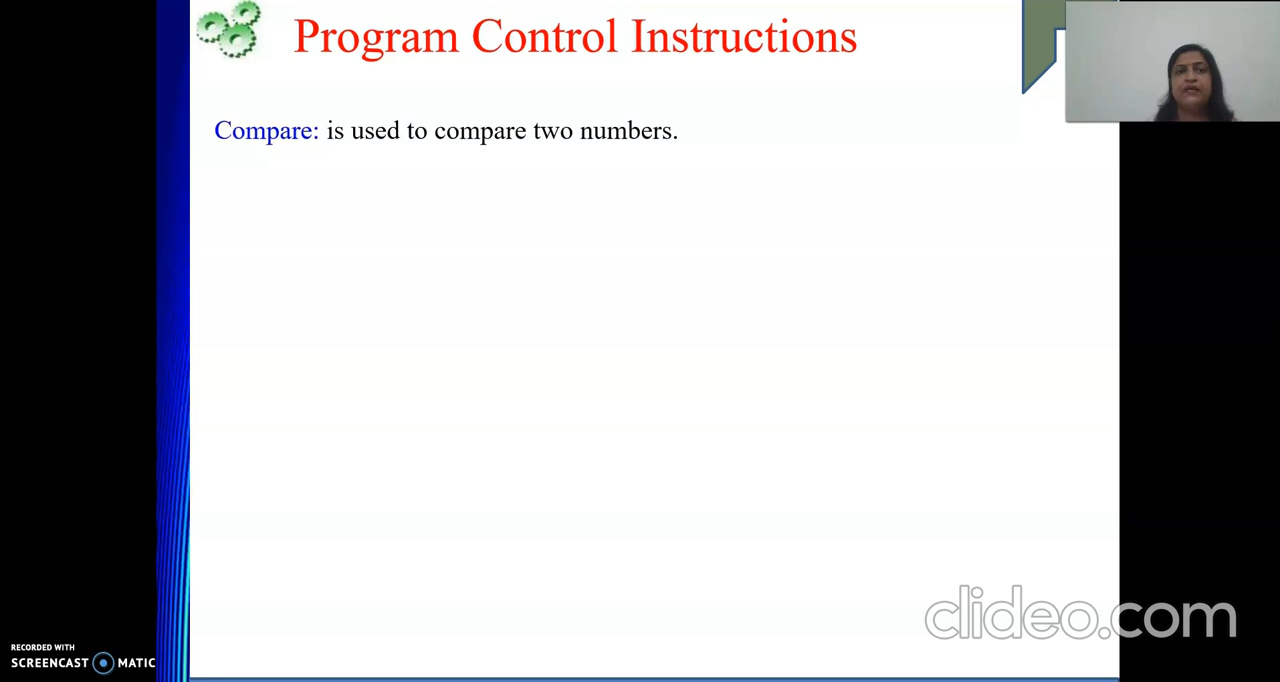 Program Control Instructions
Compare: is used to compare two numbers.
clideo.com
RECORDED WITH
SCREENCAST MATIC